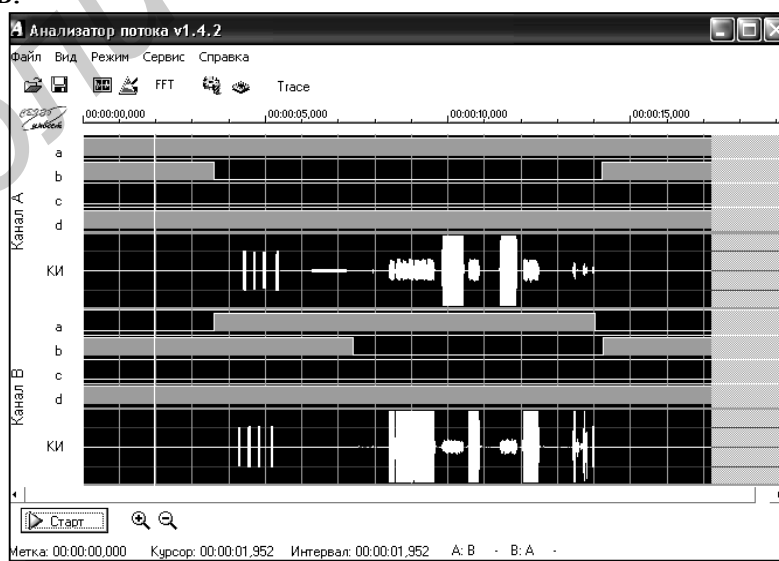 Анализатор потока v1.4.2
Файл Вид Режим Сервис Справка
FFT Trace
00:00:00,000 00:00:05,000 00:00:10,000 00:00:15,000
Канал А
a
b
c
d
КИ
Канал В
a
b
c
d
КИ
Старт
Метка: 00:00:00,000 Курсор: 00:00:01,952 Интервал: 00:00:01,952 А: В - В: А -